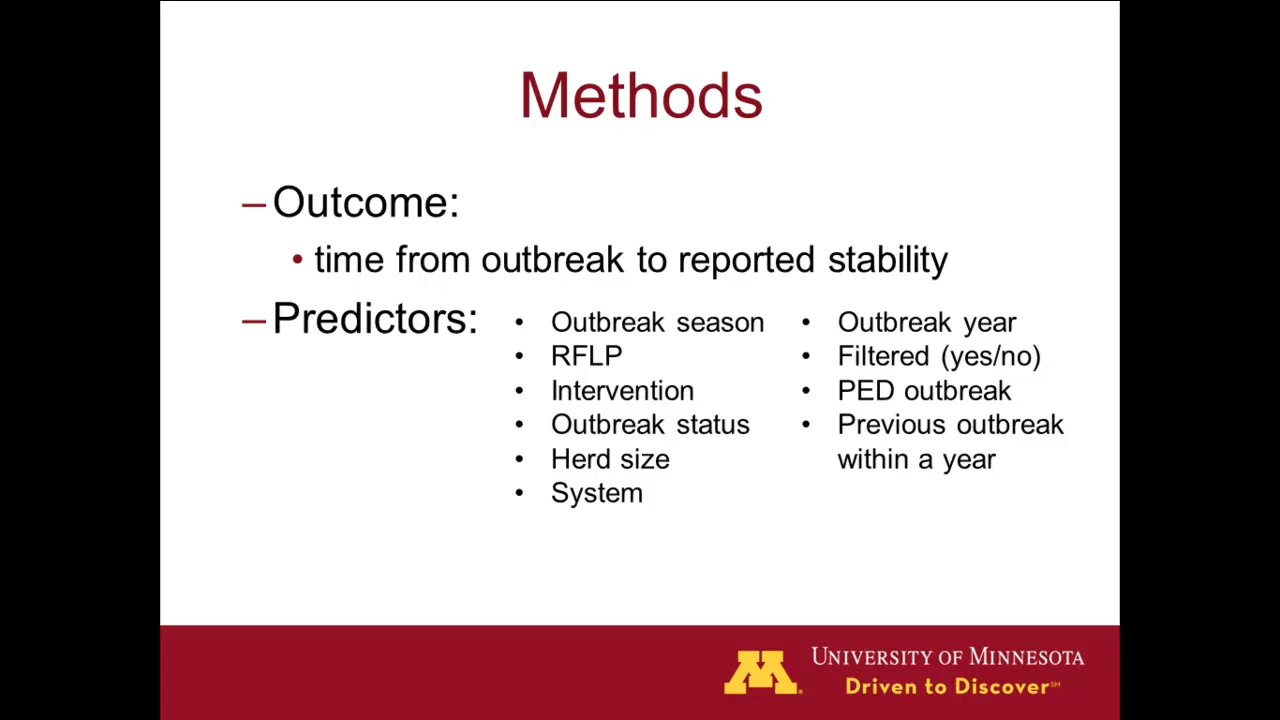 Methods
– Outcome:
• time from outbreak to reported stability
– Predictors:
• Outbreak season
• RFLP
• Intervention
• Outbreak status
• Herd size
• System
• Outbreak year
• Filtered (yes/no)
• PED outbreak
• Previous outbreak
within a year
M
UNIVERSITY OF MINNESOTA
Driven to Discover℠